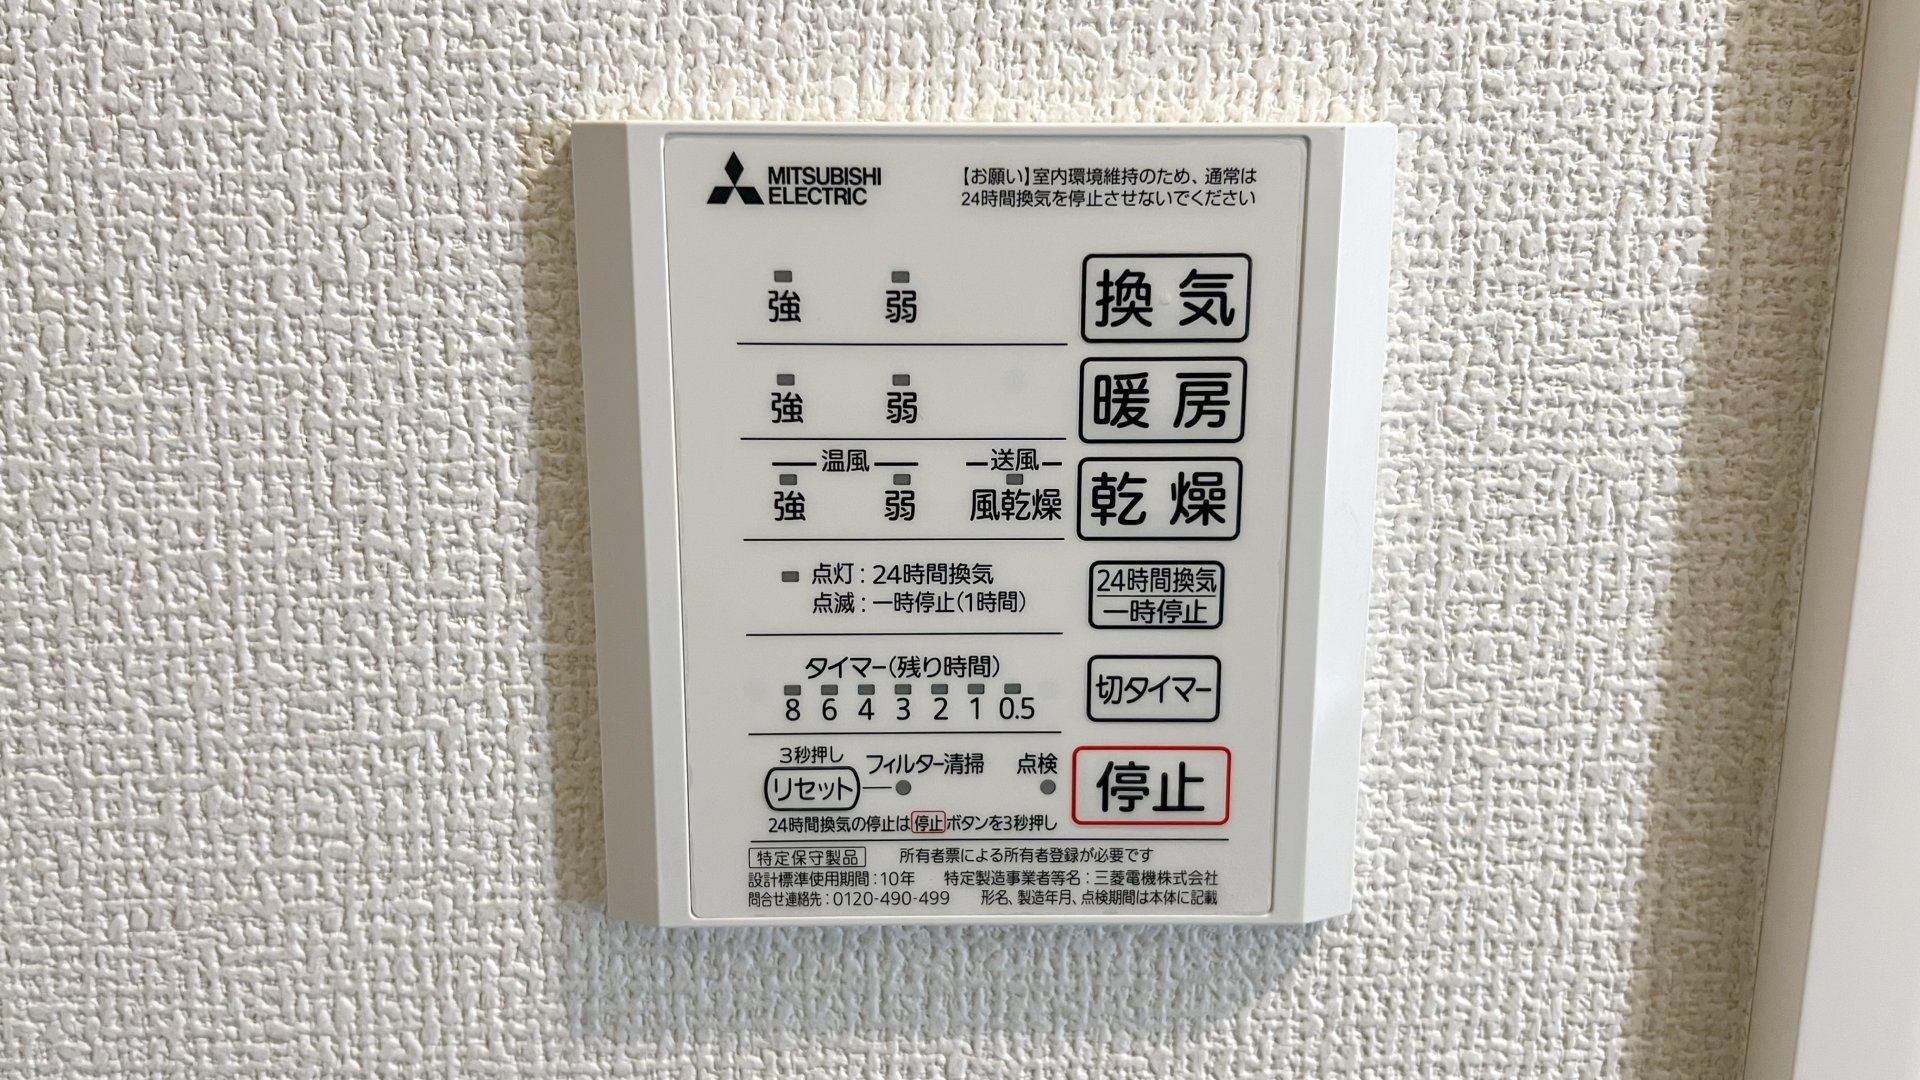 MITSUBISHI
ELECTRIC
【お願い】室内環境維持のため、通常は
24時間換気を停止させないでください
強 弱 換気
強 弱 暖房
温風 送風
強 弱 風乾燥 乾燥
点灯：24時間換気
点滅：一時停止(1時間)
24時間換気
一時停止
タイマー(残り時間)
8 6 4 3 2 1 0.5
切タイマー
3秒押し
リセット フィルター清掃 点検
停止
24時間換気の停止は停止ボタンを3秒押し
特定保守製品 所有者票による所有者登録が必要です
設計標準使用期間：10年 特定製造事業者等名：三菱電機株式会社
問合せ連絡先：0120-490-499 形名、製造年月、点検期間は本体に記載